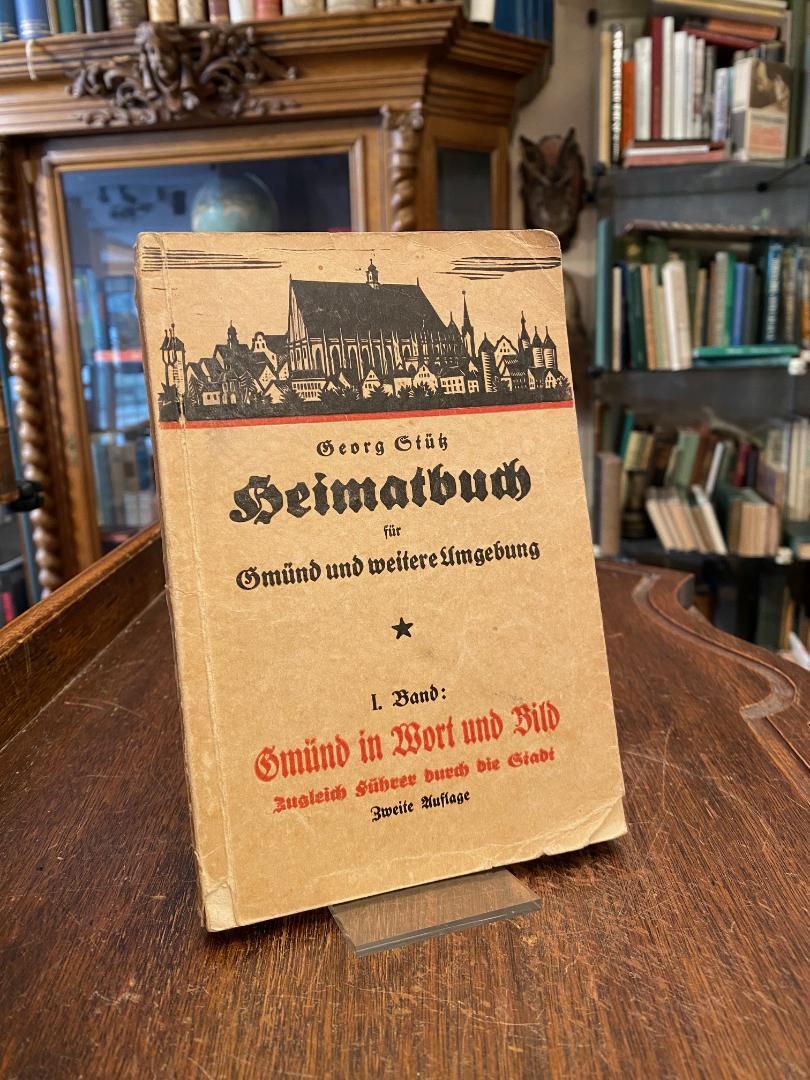 Georg Stütz
Heimatbuch
für
Gmünd und weitere Umgebung
I. Band:
Gmünd in Wort und Bild
Zugleich Führer durch die Stadt
Zweite Auflage